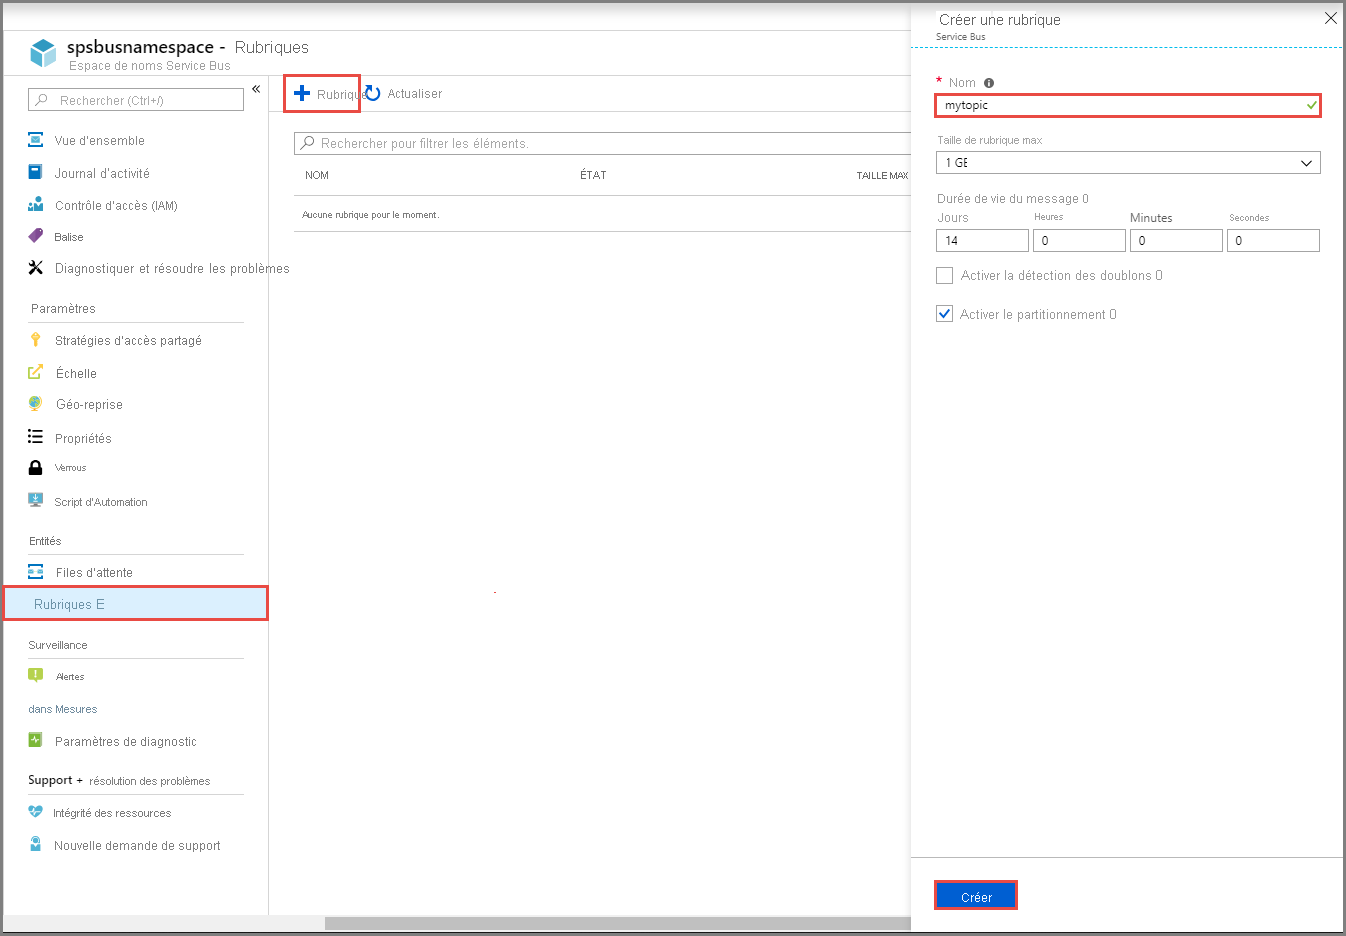 spsbusnamespace - Rubriques
Espace de noms Service Bus
Rechercher (Ctrl+/)
«
Vue d'ensemble
Journal d'activité
Contrôle d'accès (IAM)
Balise
Diagnostiquer et résoudre les problèmes
Paramètres
Stratégies d'accès partagé
Échelle
Géo-reprise
Propriétés
Verrous
Script d'Automation
Entités
Files d'attente
Rubriques E
Surveillance
Alertes
dans Mesures
Paramètres de diagnostic
Support + résolution des problèmes
Intégrité des ressources
Nouvelle demande de support
Rubrique Actualiser
Rechercher pour filtrer les éléments.
NOM ÉTAT TAILLE MAX
Aucune rubrique pour le moment.
Créer une rubrique
Service Bus
* Nom
mytopic
Taille de rubrique max
1 GE
Durée de vie du message 0
Jours Heures Minutes Secondes
14 0 0 0
Activer la détection des doublons 0
Activer le partitionnement 0
Créer